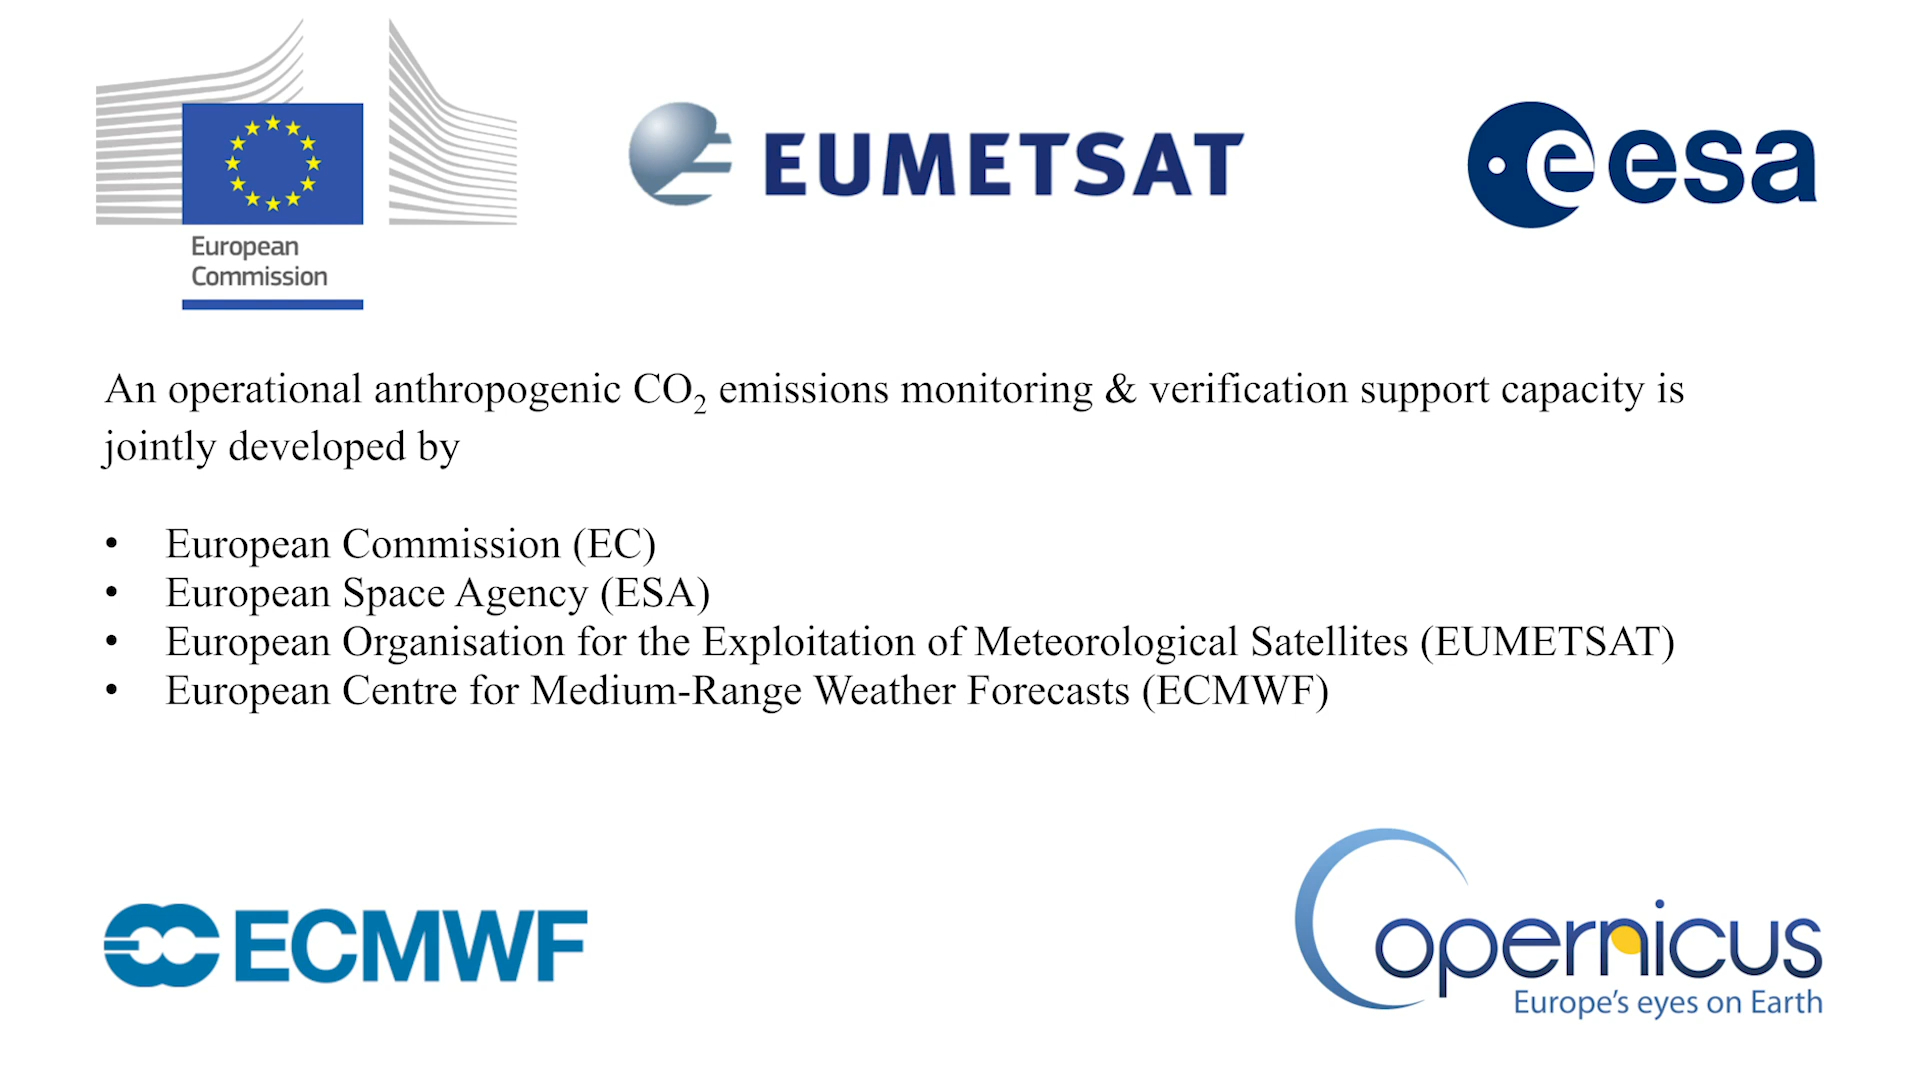 European
Commission
EUMETSAT
esa
An operational anthropogenic CO₂ emissions monitoring & verification support capacity is
jointly developed by
• European Commission (EC)
• European Space Agency (ESA)
• European Organisation for the Exploitation of Meteorological Satellites (EUMETSAT)
• European Centre for Medium-Range Weather Forecasts (ECMWF)
ECMWF
Copernicus
Europe's eyes on Earth